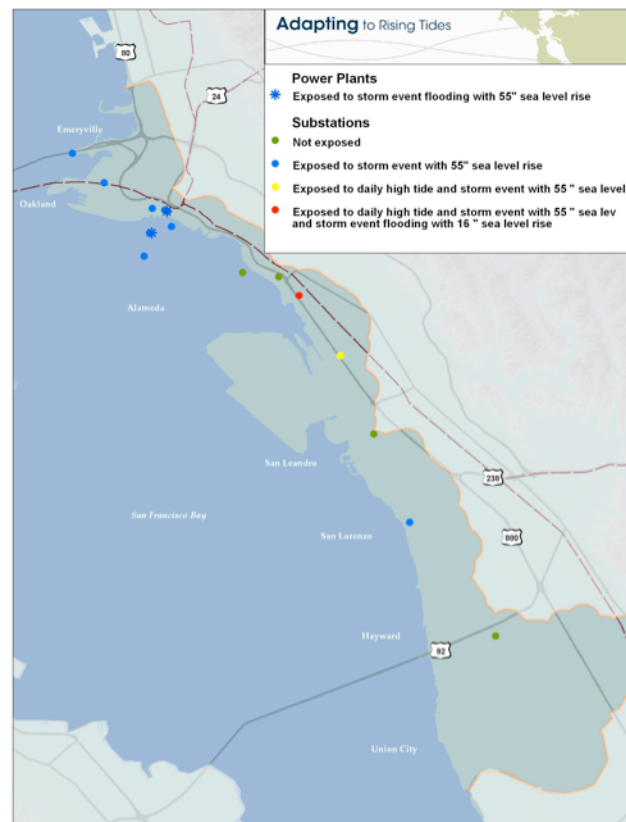 Adapting to Rising Tides
Power Plants
Exposed to storm event flooding with 55" sea level rise
Substations
Not exposed
Exposed to storm event with 55" sea level rise
Exposed to daily high tide and storm event with 55 " sea level
Exposed to daily high tide and storm event with 55 " sea lev
and storm event flooding with 16 " sea level rise
80
24
Emeryville
Oakland
Alameda
San Leandro
238
San Francisco Bay
San Lorenzo
880
Hayward
92
Union City